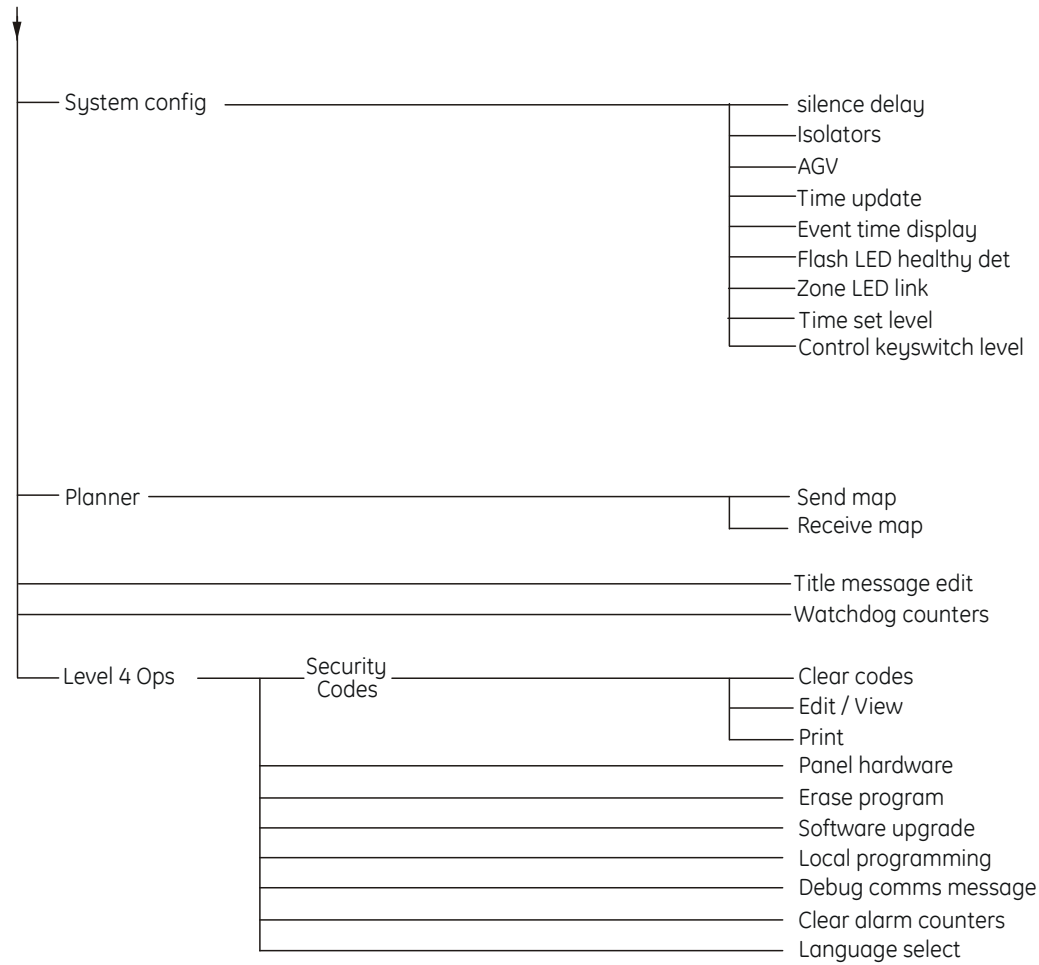 System config
silence delay
Isolators
AGV
Time update
Event time display
Flash LED healthy det
Zone LED link
Time set level
Control keyswitch level
Planner
Send map
Receive map
Title message edit
Watchdog counters
Level 4 Ops
Security
Codes
Clear codes
Edit / View
Print
Panel hardware
Erase program
Software upgrade
Local programming
Debug comms message
Clear alarm counters
Language select